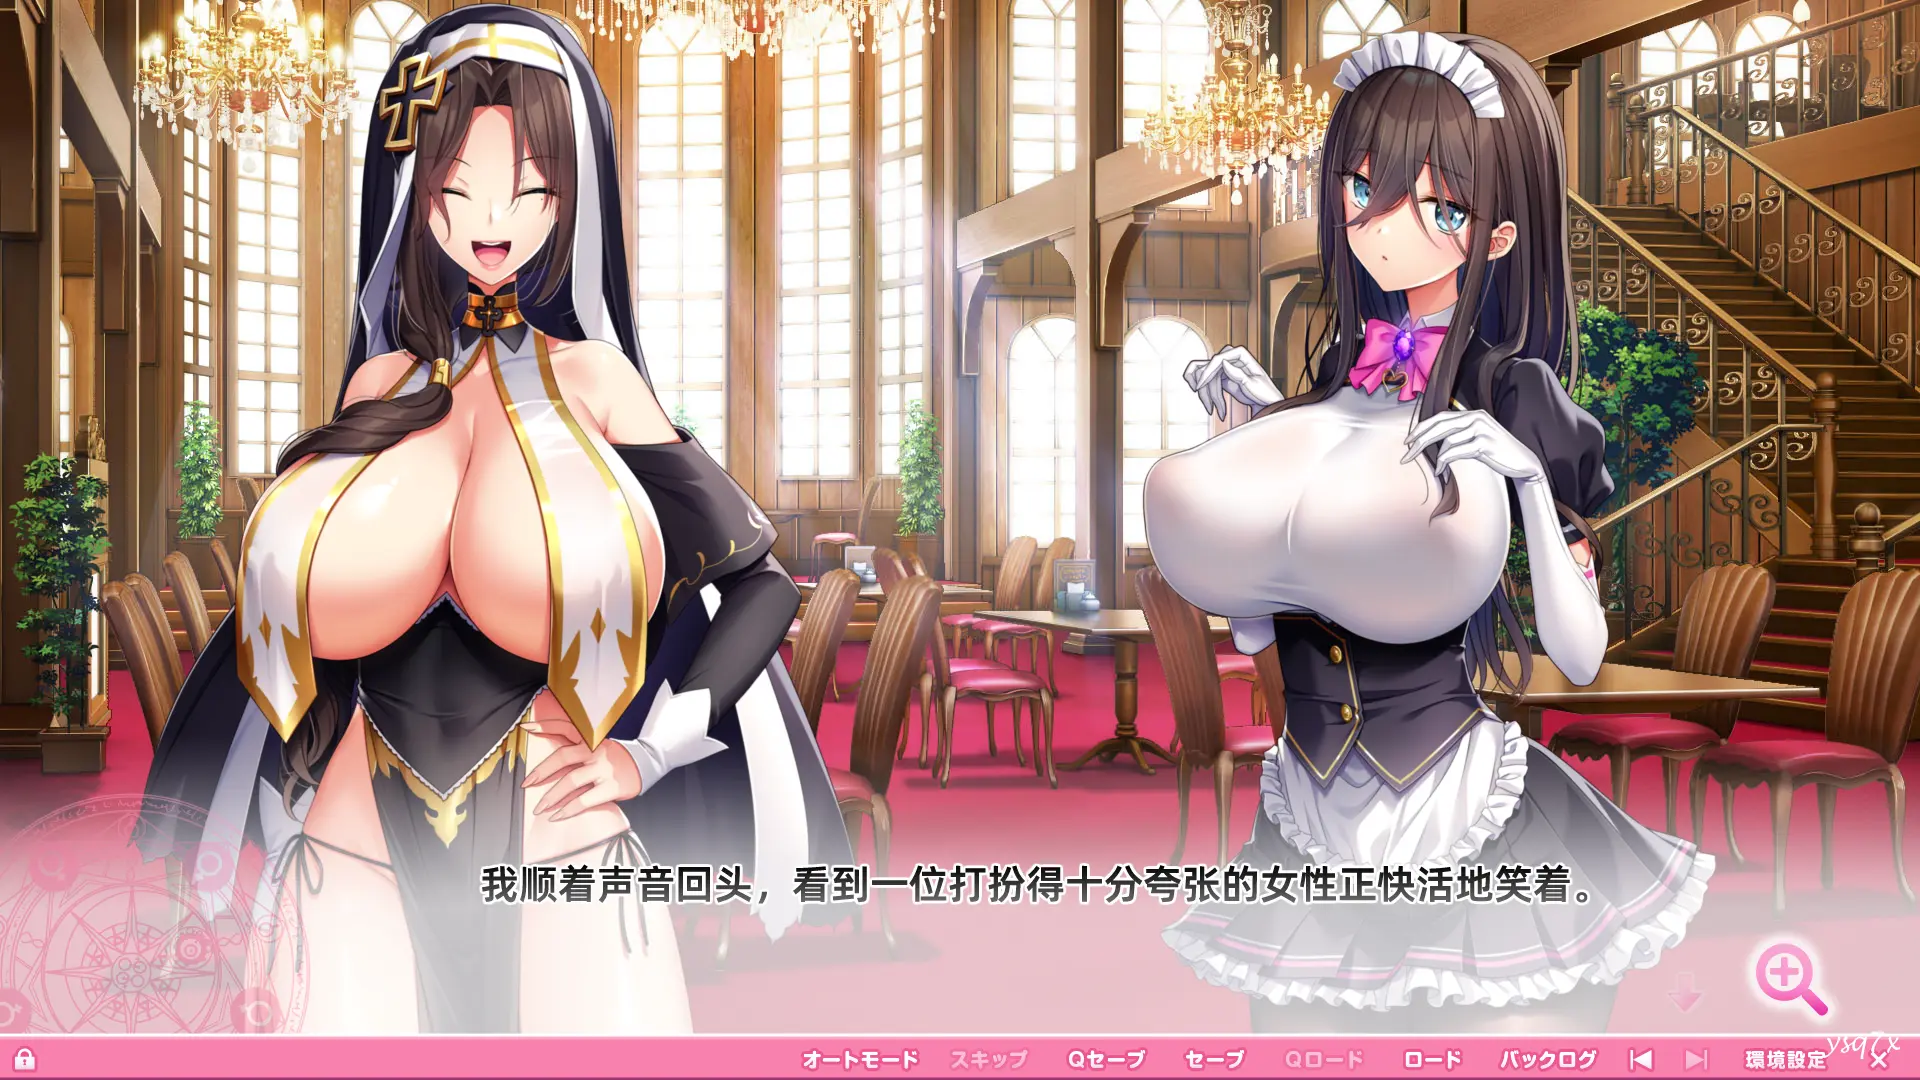 我顺着声音回头，看到一位打扮得十分夸张的女性正快活地笑着。
オートモード スキップ Qセーブ セーブ Qロード ロード バックログ 環境設定
ysq7x